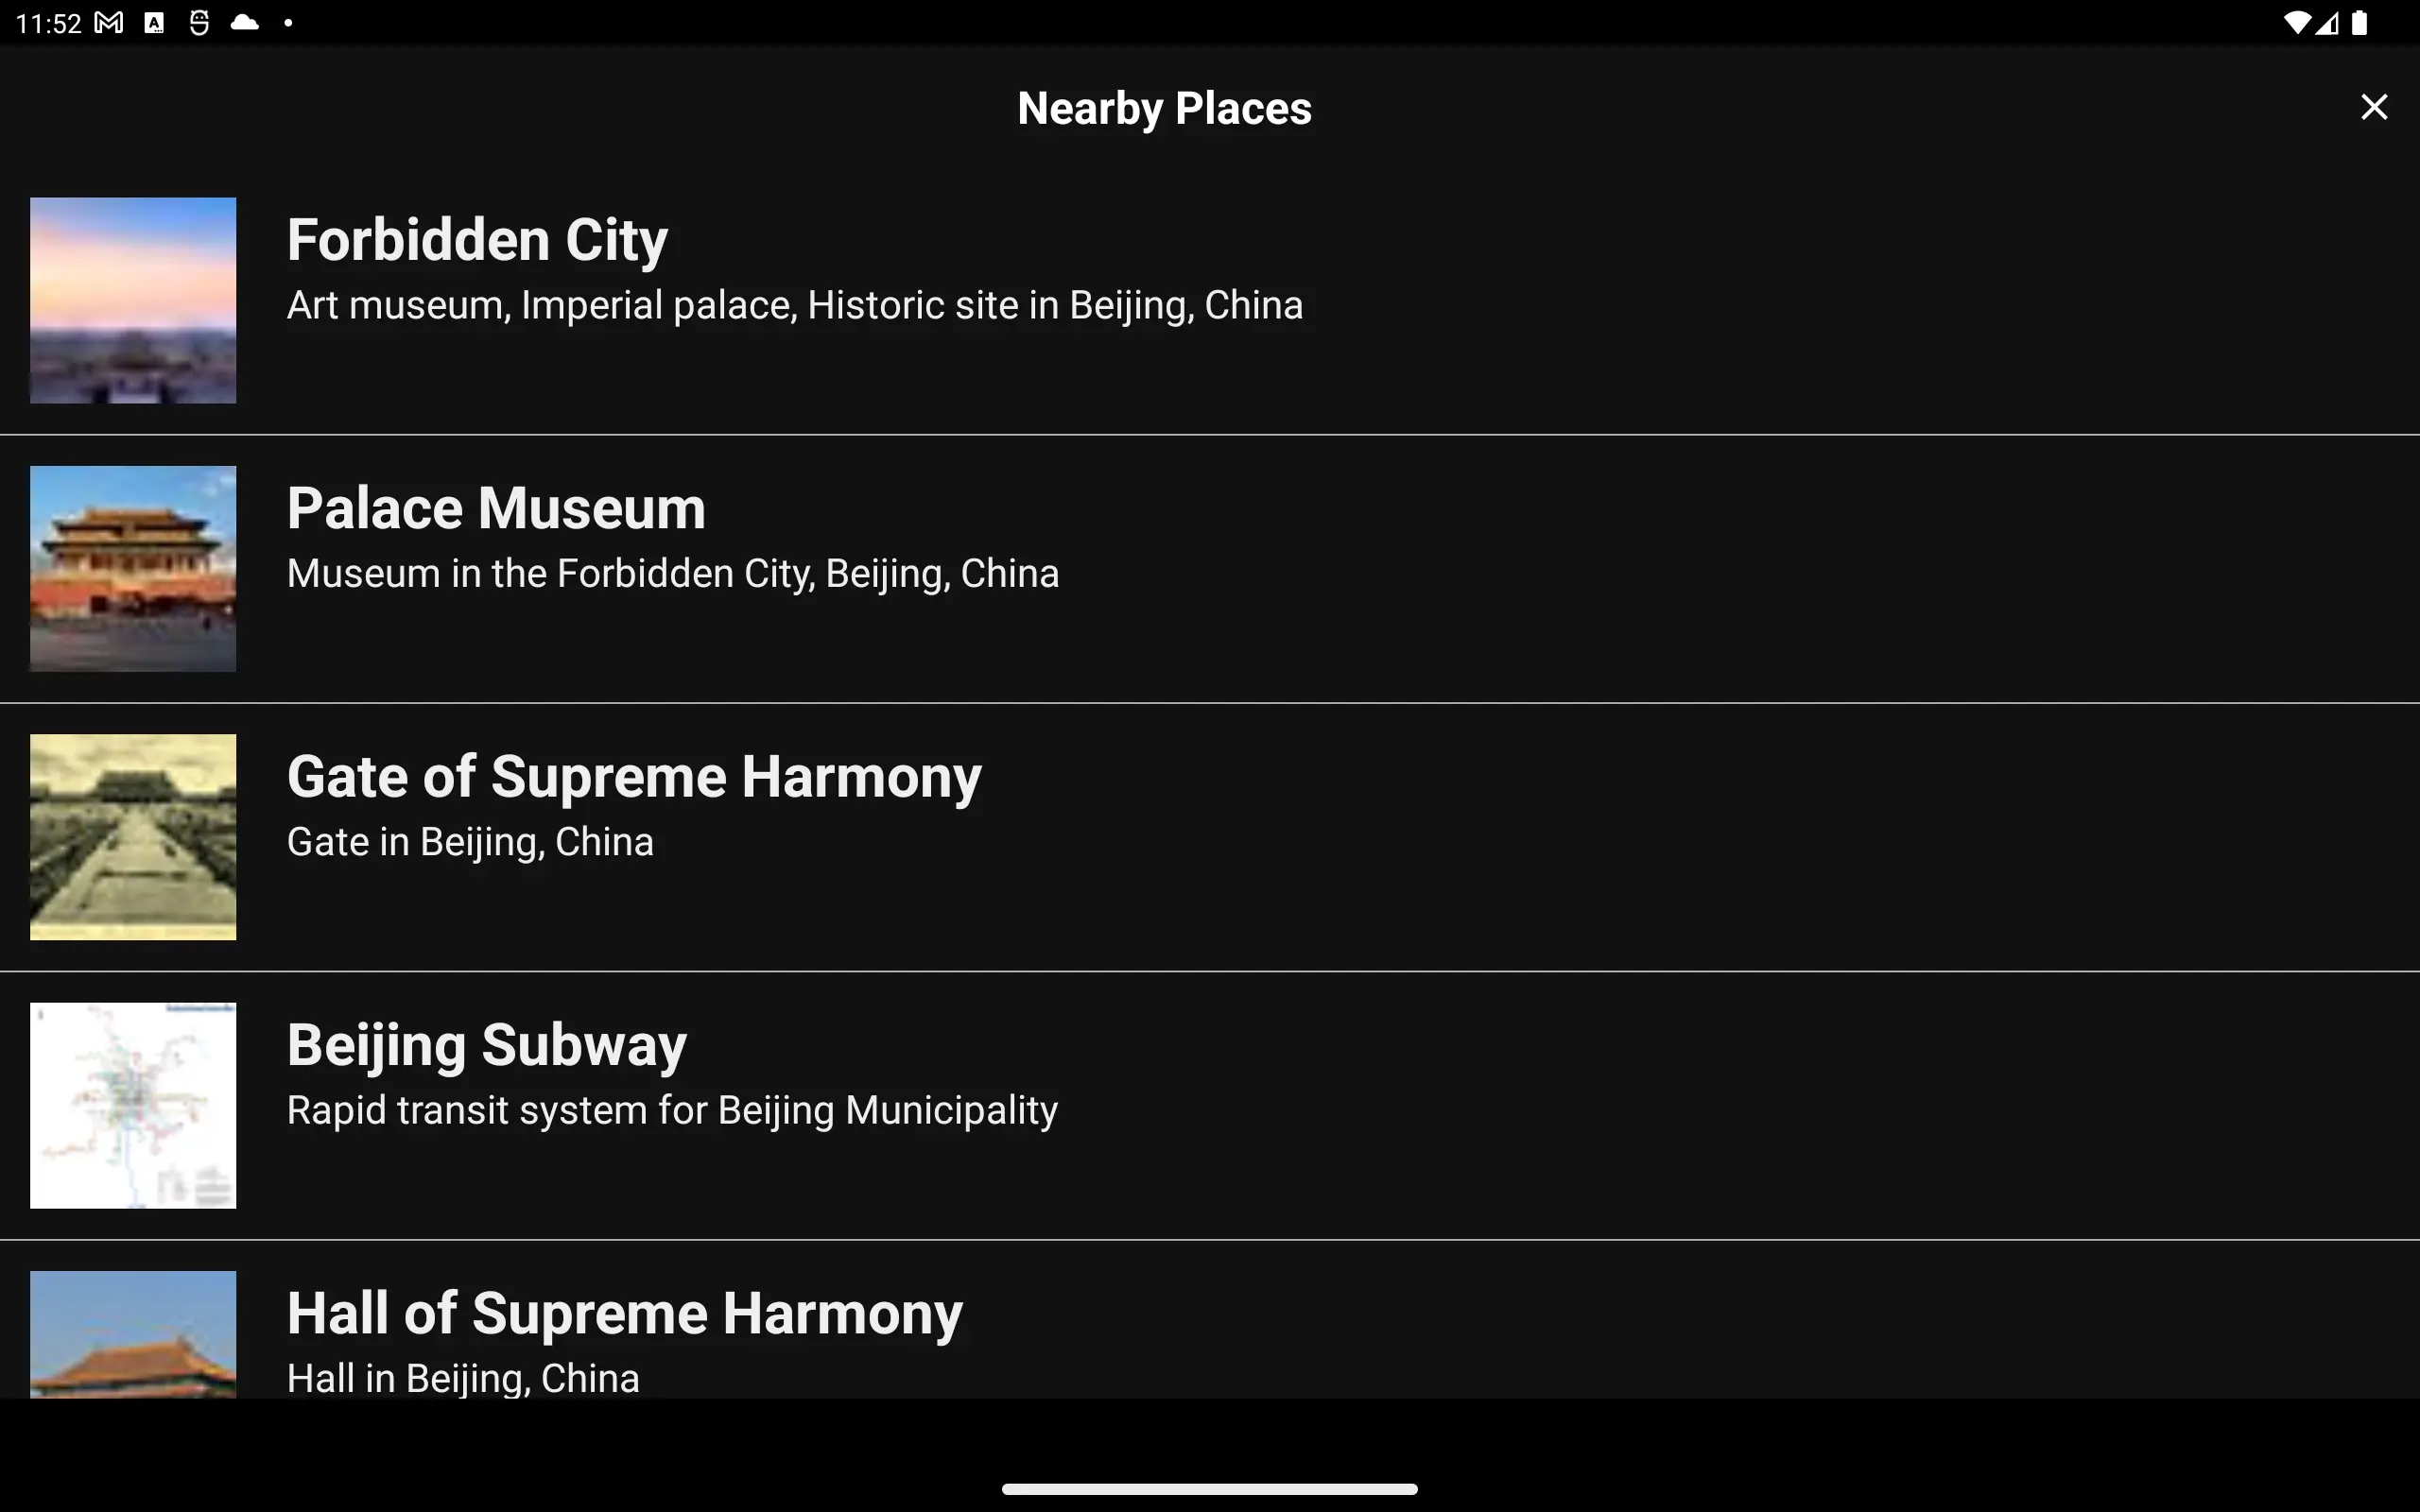 11:52
Nearby Places
Forbidden City
Art museum, Imperial palace, Historic site in Beijing, China
Palace Museum
Museum in the Forbidden City, Beijing, China
Gate of Supreme Harmony
Gate in Beijing, China
Beijing Subway
Rapid transit system for Beijing Municipality
Hall of Supreme Harmony
Hall in Beijing, China